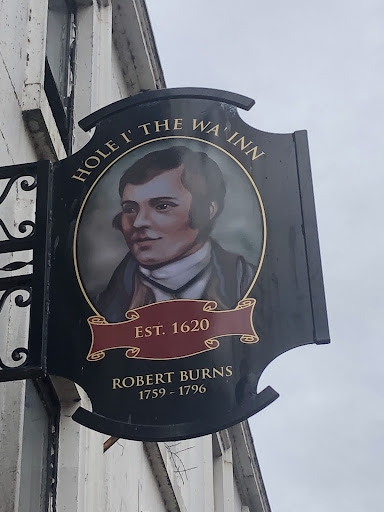 HOLE I' THE WA' INN
EST. 1620
ROBERT BURNS
1759 - 1796